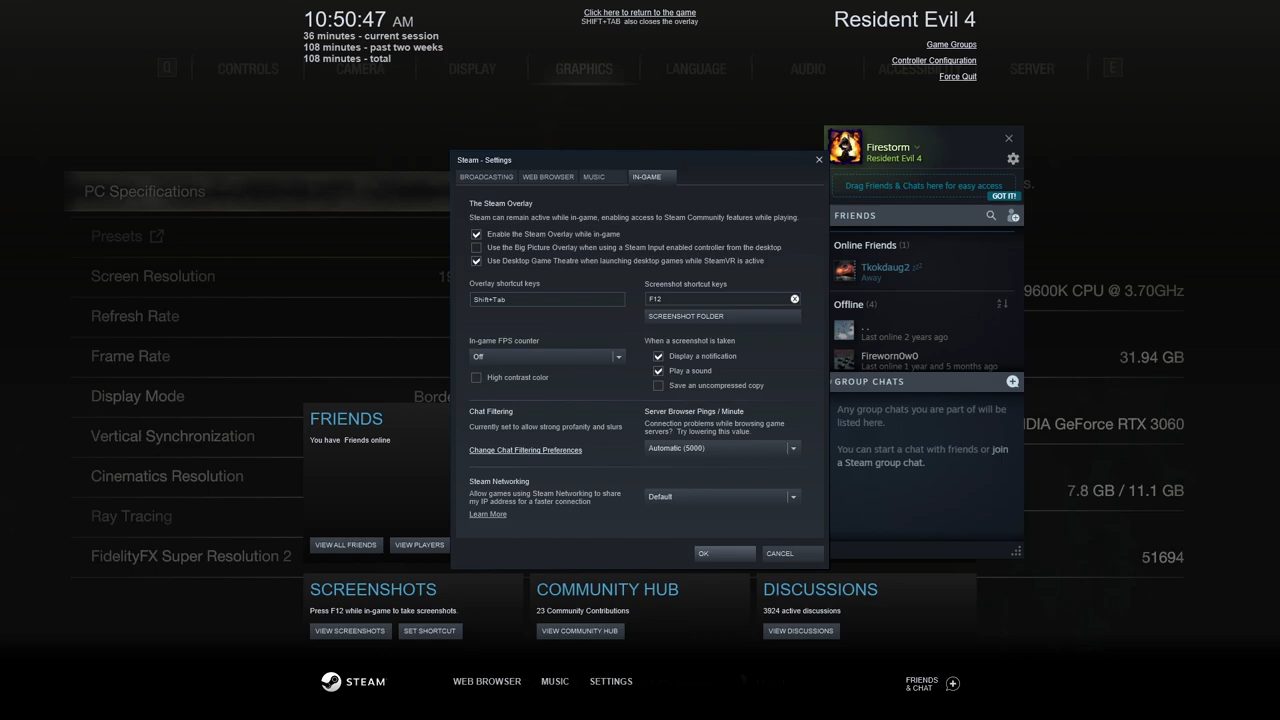 10:50:47 AM
36 minutes - current session
108 minutes - past two weeks
108 minutes - total
Click here to return to the game
SHIFT+TAB also closes the overlay
Resident Evil 4
Game Groups
Controller Configuration
Force Quit
Q CONTROLS CAMERA DISPLAY GRAPHICS LANGUAGE AUDIO ACCESSIBILITY SERVER E
PC Specifications
Presets
Screen Resolution
Refresh Rate
Frame Rate
Display Mode
Borde
Vertical Synchronization
Cinematics Resolution
Ray Tracing
FidelityFX Super Resolution 2
9600K CPU @ 3.70GHz
31.94 GB
IDIA GeForce RTX 3060
7.8 GB / 11.1 GB
51694
Steam - Settings
BROADCASTING WEB BROWSER MUSIC IN-GAME
The Steam Overlay
Steam can remain active while in-game, enabling access to Steam Community features while playing.
Enable the Steam Overlay while in-game
Use the Big Picture Overlay when using a Steam Input enabled controller from the desktop
Use Desktop Game Theatre when launching desktop games while SteamVR is active
Overlay shortcut keys
Shift+Tab
Screenshot shortcut keys
F12
SCREENSHOT FOLDER
In-game FPS counter
Off
High contrast color
When a screenshot is taken
Display a notification
Play a sound
Save an uncompressed copy
Chat Filtering
Currently set to allow strong profanity and slurs
Change Chat Filtering Preferences
Server Browser Pings / Minute
Connection problems while browsing game
servers? Try lowering this value.
Automatic (5000)
Steam Networking
Allow games using Steam Networking to share
my IP address for a faster connection
Learn More
Default
OK
CANCEL
Firestorm
Resident Evil 4
Drag Friends & Chats here for easy access
GOT IT!
FRIENDS
Online Friends (1)
Tkokdaug2
Away
Offline (4)
. .
Last online 2 years ago
Fireworn0w0
Last online 1 year and 5 months ago
GROUP CHATS
Any group chats you are part of will be
listed here.
You can start a chat with friends or join
a Steam group chat.
FRIENDS
You have Friends online
VIEW ALL FRIENDS
VIEW PLAYERS
SCREENSHOTS
Press F12 while in-game to take screenshots.
VIEW SCREENSHOTS
SET SHORTCUT
COMMUNITY HUB
23 Community Contributions
VIEW COMMUNITY HUB
DISCUSSIONS
3924 active discussions
VIEW DISCUSSIONS
STEAM
WEB BROWSER
MUSIC
SETTINGS
FRIENDS
& CHAT